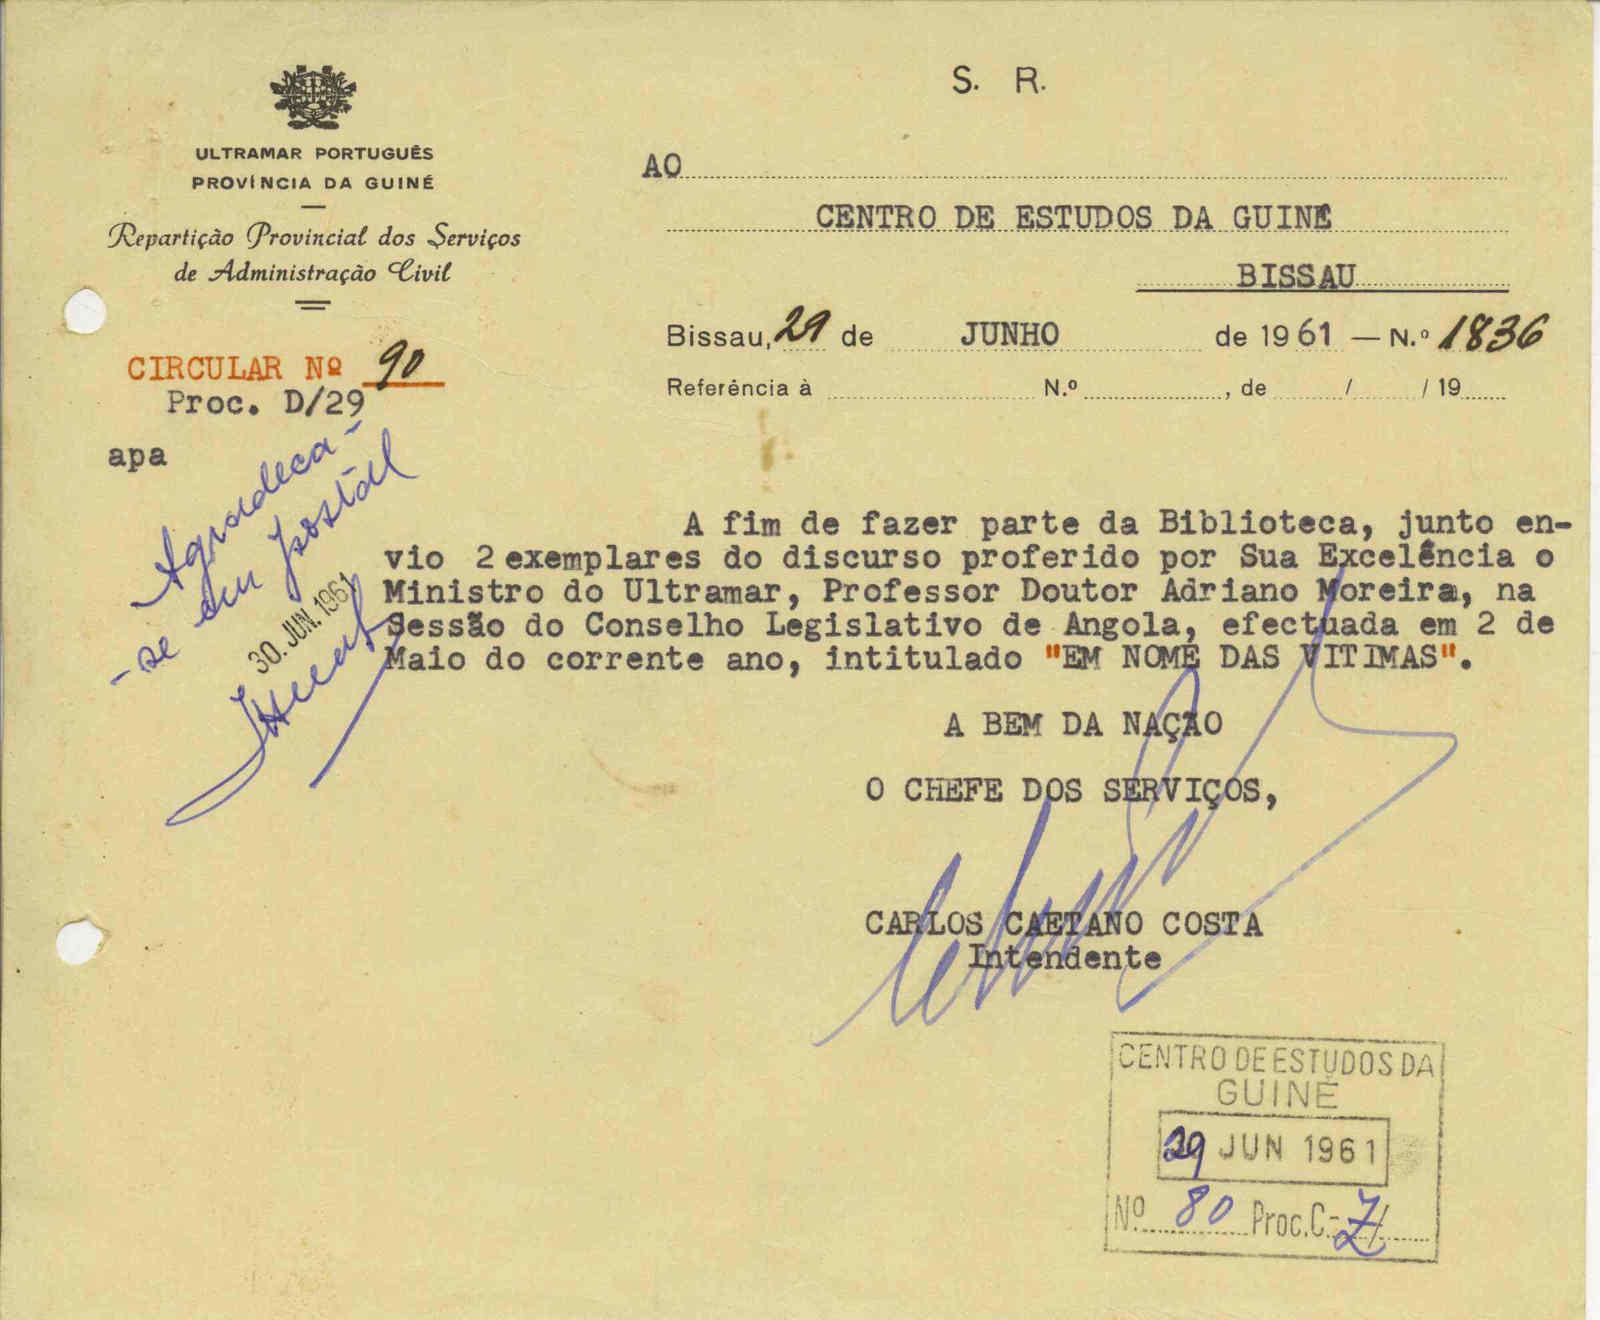 S. R.
ULTRAMAR PORTUGUÊS
PROVÍNCIA DA GUINÉ
Repartição Provincial dos Serviços
de Administração Civil
CIRCULAR Nº 90
Proc. D/29
apa
AO
CENTRO DE ESTUDOS DA GUINÉ
BISSAU
Bissau, 29 de JUNHO de 1961 — N.º 1836
Referência à N.º , de / / 19
Agradeca-
-se em postal
30. JUN. 1961
A fim de fazer parte da Biblioteca, junto en-
vio 2 exemplares do discurso proferido por Sua Excelência o
Ministro do Ultramar, Professor Doutor Adriano Moreira, na
Sessão do Conselho Legislativo de Angola, efectuada em 2 de
Maio do corrente ano, intitulado "EM NOME DAS VITIMAS".
A BEM DA NAÇÃO
O CHEFE DOS SERVIÇOS,
CARLOS CAETANO COSTA
Intendente
CENTRO DE ESTUDOS DA
GUINÉ
29 JUN 1961
Nº 80 Proc. C-7/